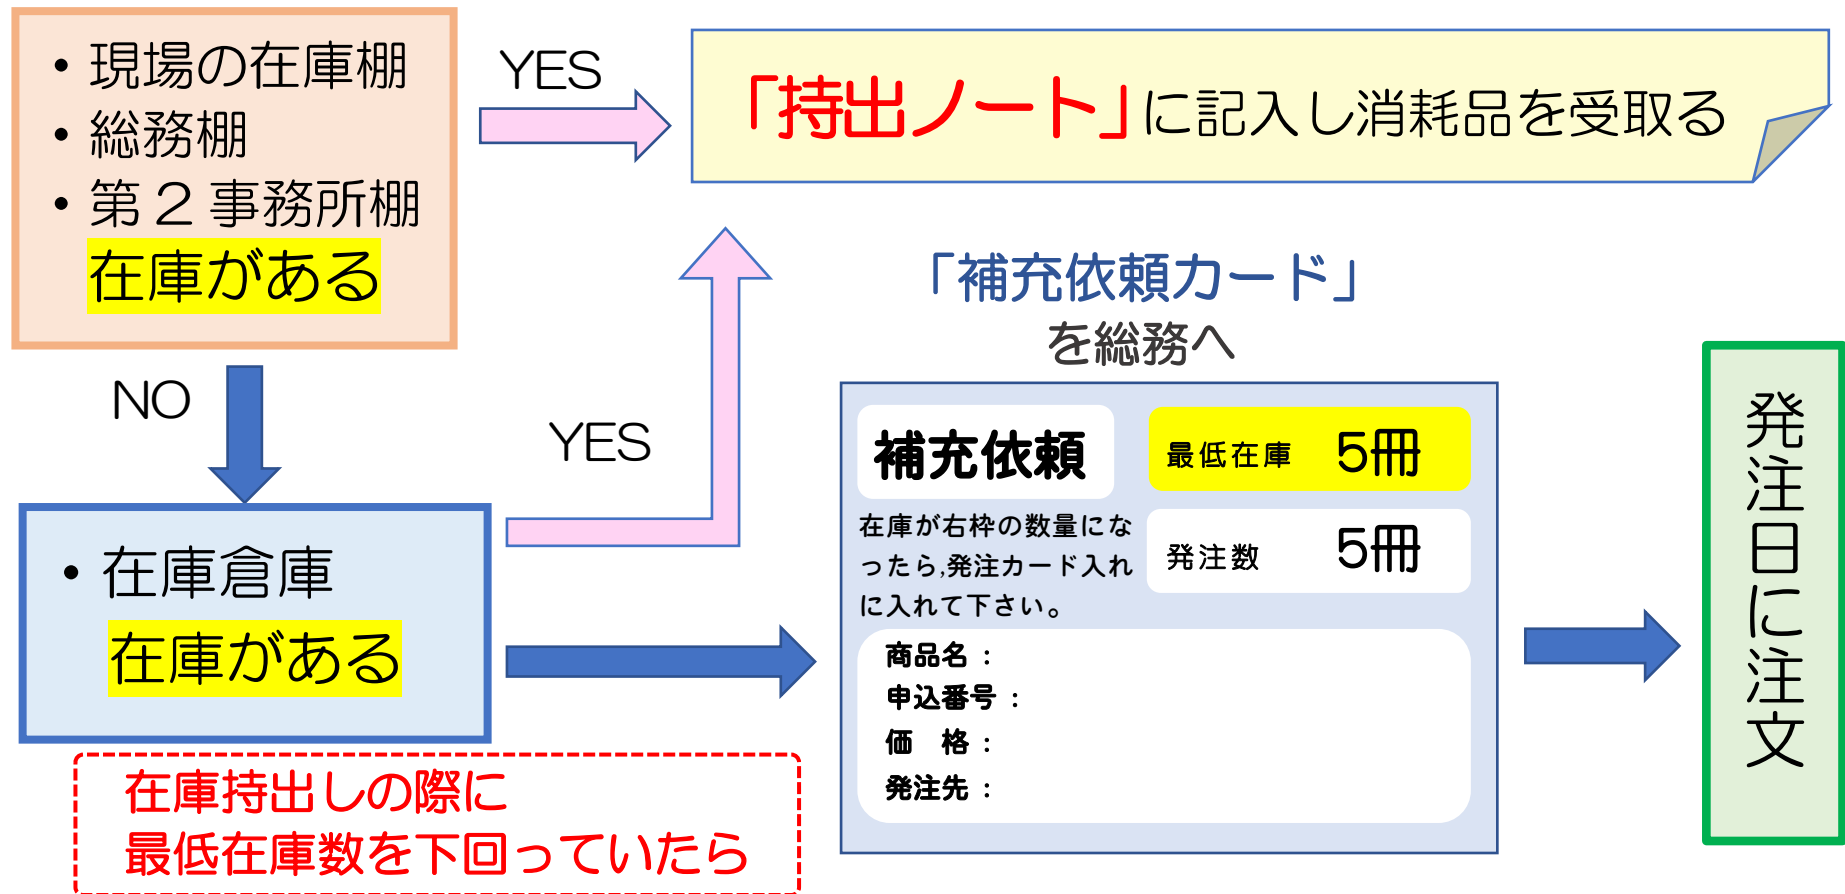 ・現場の在庫棚
・総務棚
・第２事務所棚
在庫がある
YES
「持出ノート」に記入し消耗品を受取る
NO
YES
・在庫倉庫
在庫がある
在庫持出しの際に
最低在庫数を下回っていたら
「補充依頼カード」
を総務へ
補充依頼
最低在庫 5冊
在庫が右枠の数量にな
ったら,発注カード入れ
に入れて下さい。
発注数 5冊
商品名：
申込番号：
価　格：
発注先：
発注日に注文